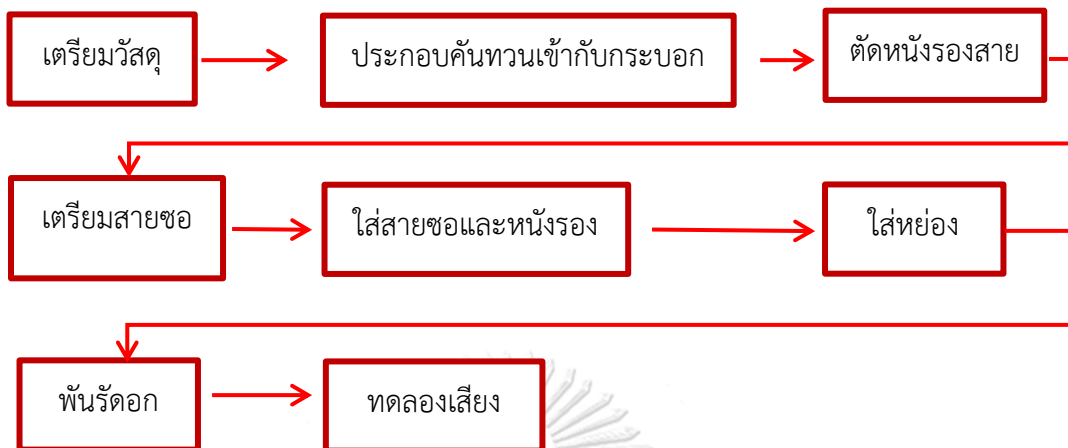 เตรียมวัสดุ
ประกอบคันทวนเข้ากับกระบอก
ตัดหนังรองสาย
เตรียมสายซอ
ใส่สายซอและหนังรอง
ใส่หย่อง
พันรัดอก
ทดลองเสียง